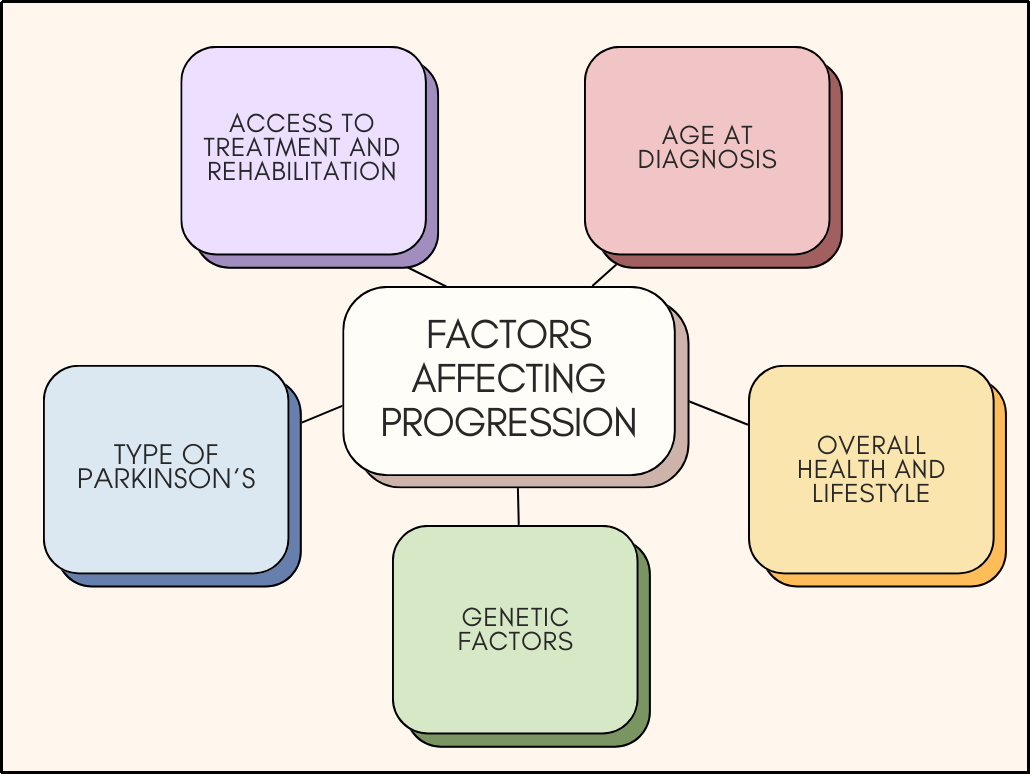 ACCESS TO
TREATMENT AND
REHABILITATION
AGE AT
DIAGNOSIS
FACTORS
AFFECTING
PROGRESSION
TYPE OF
PARKINSON’S
OVERALL
HEALTH AND
LIFESTYLE
GENETIC
FACTORS